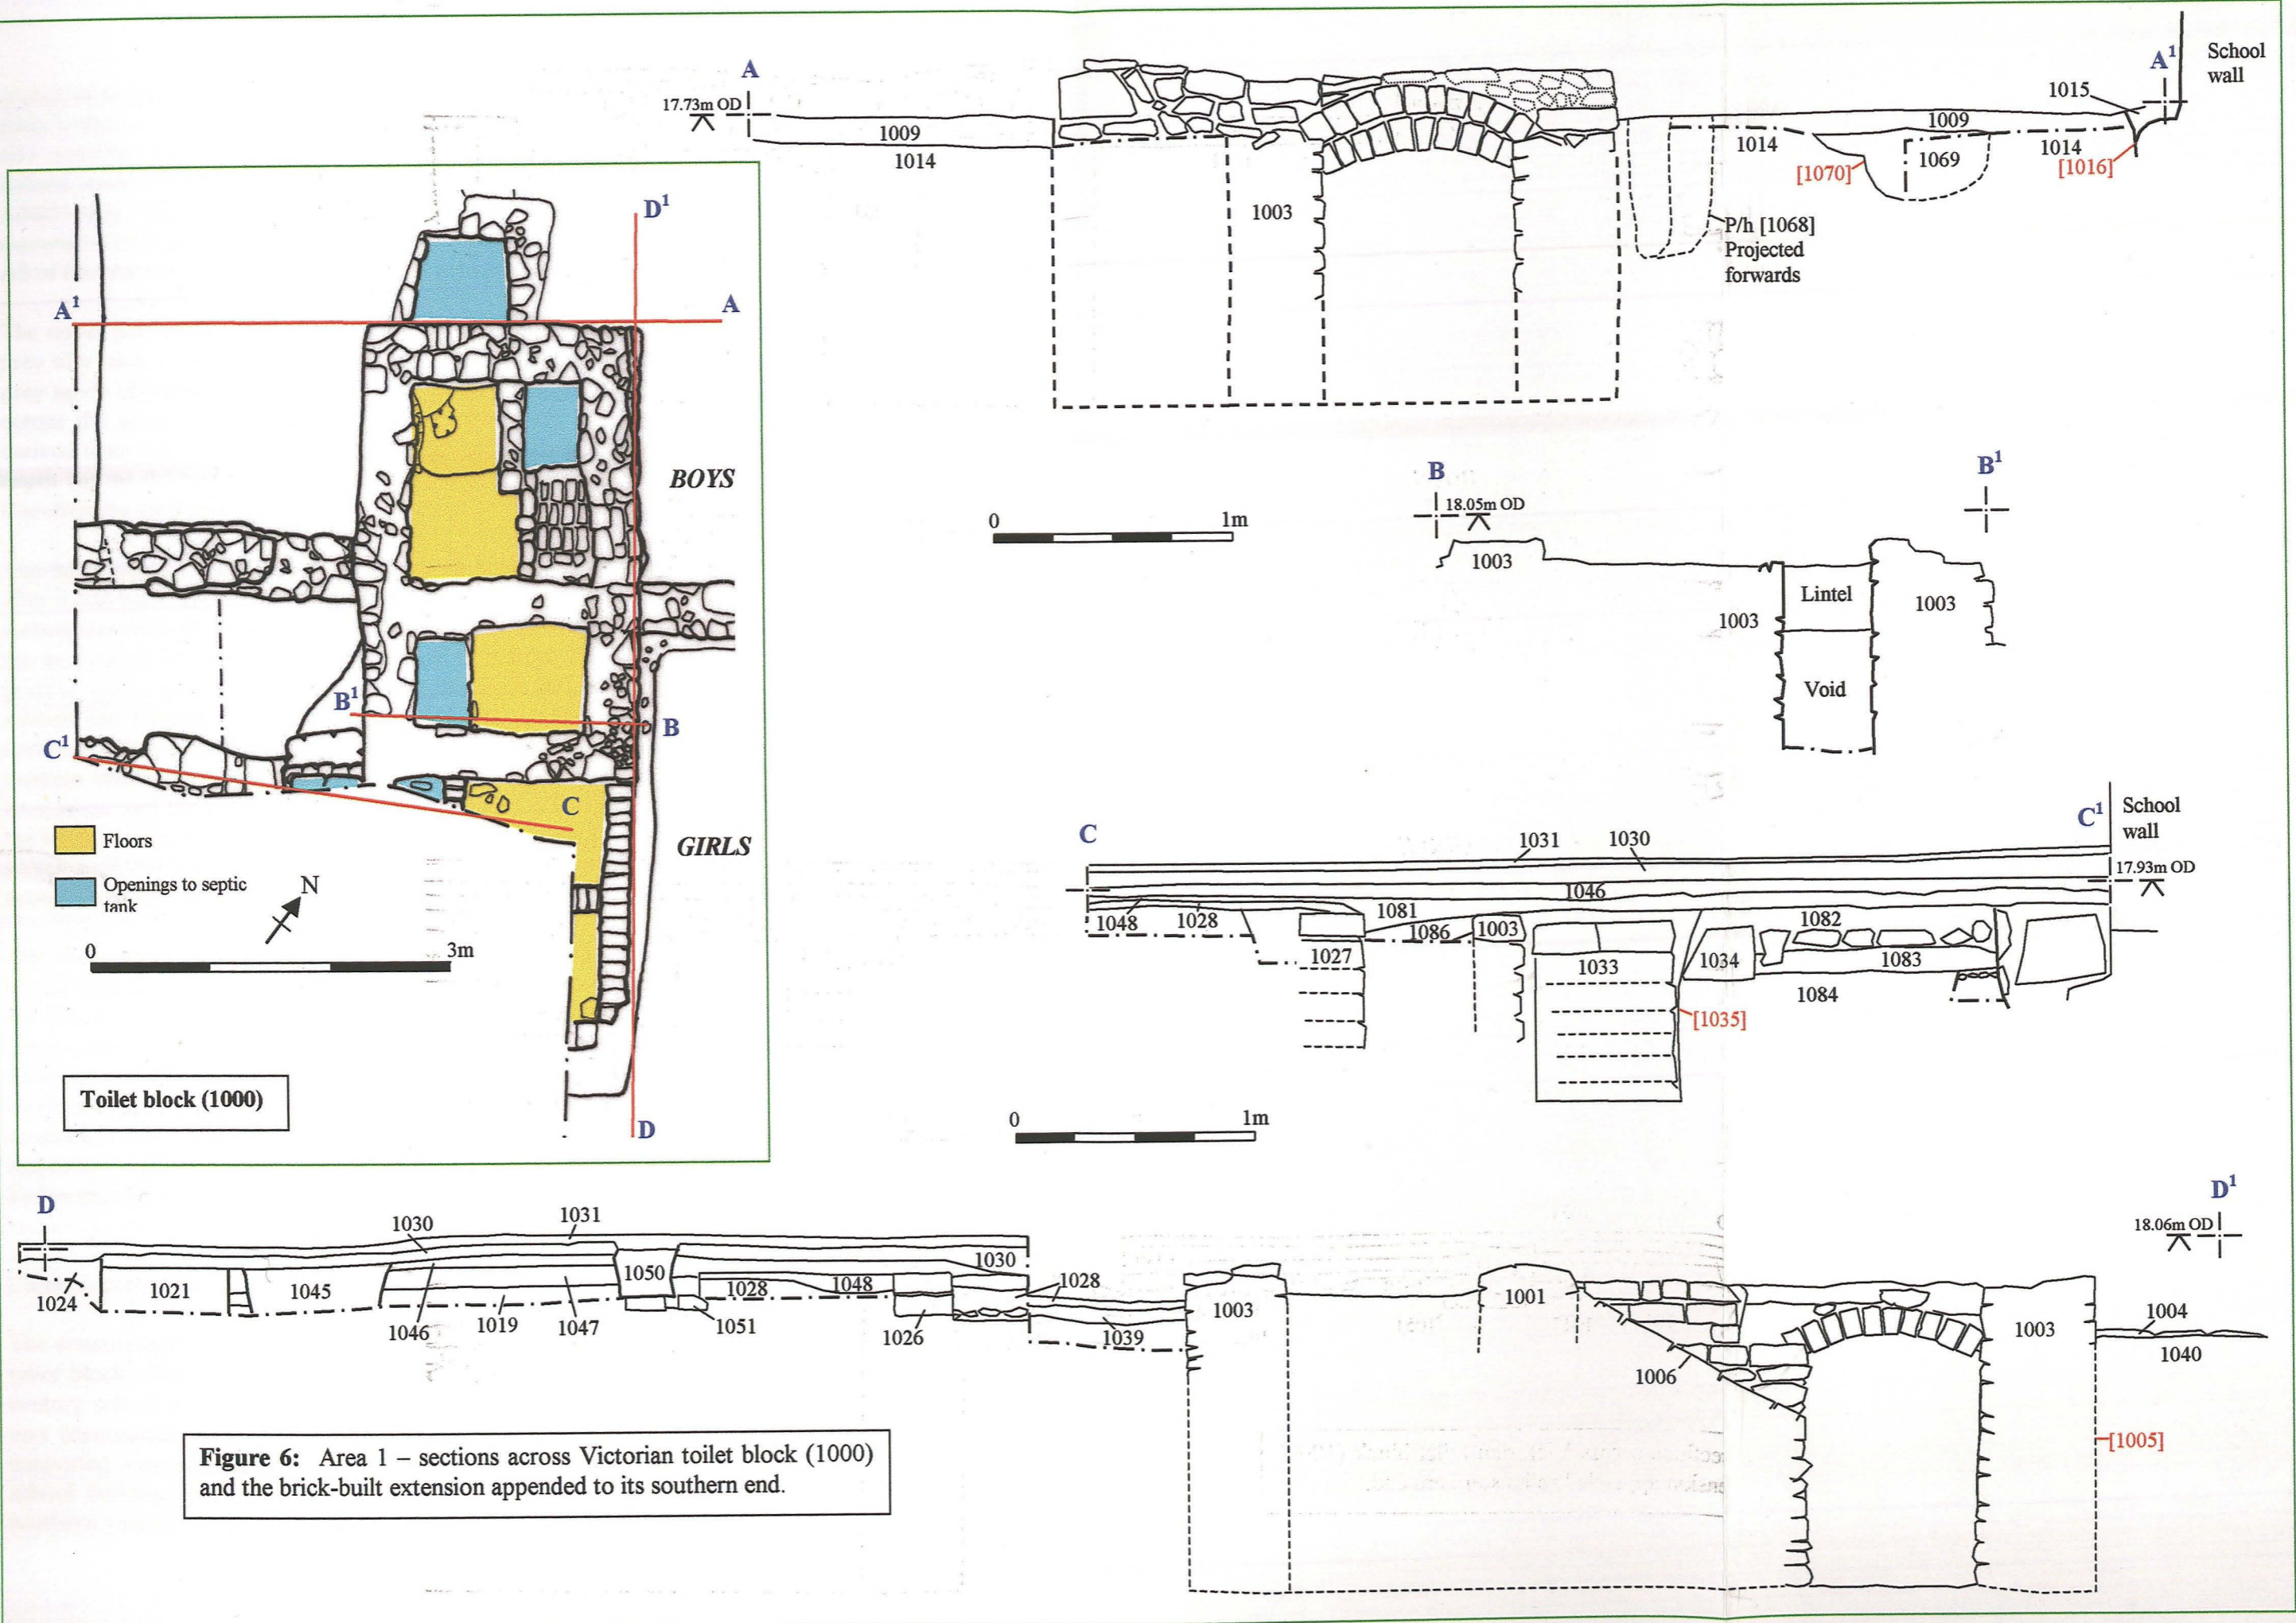 A
17.73m OD
1009
1014
1003
P/h [1068]
Projected
forwards
1014
[1070]
1009
1069
1014
[1016]
1015
A¹
School
wall
D¹
A¹
A
BOYS
B¹
B
C¹
C
GIRLS
Floors
Openings to septic
tank
N
0 3m
Toilet block (1000)
D
0 1m
B
18.05m OD
B¹
1003
1003
Lintel
Void
1003
C
C¹
School
wall
17.93m OD
1031
1030
1046
1048
1028
1081
1086
1003
1027
1033
1034
1082
1083
1084
[1035]
0 1m
D
1030
1031
1030
1024
1021
1045
1046
1019
1047
1050
1051
1028
1048
1026
1028
1039
1003
1001
1006
1003
1004
1040
[1005]
18.06m OD
D¹
Figure 6: Area 1 – sections across Victorian toilet block (1000)
and the brick-built extension appended to its southern end.